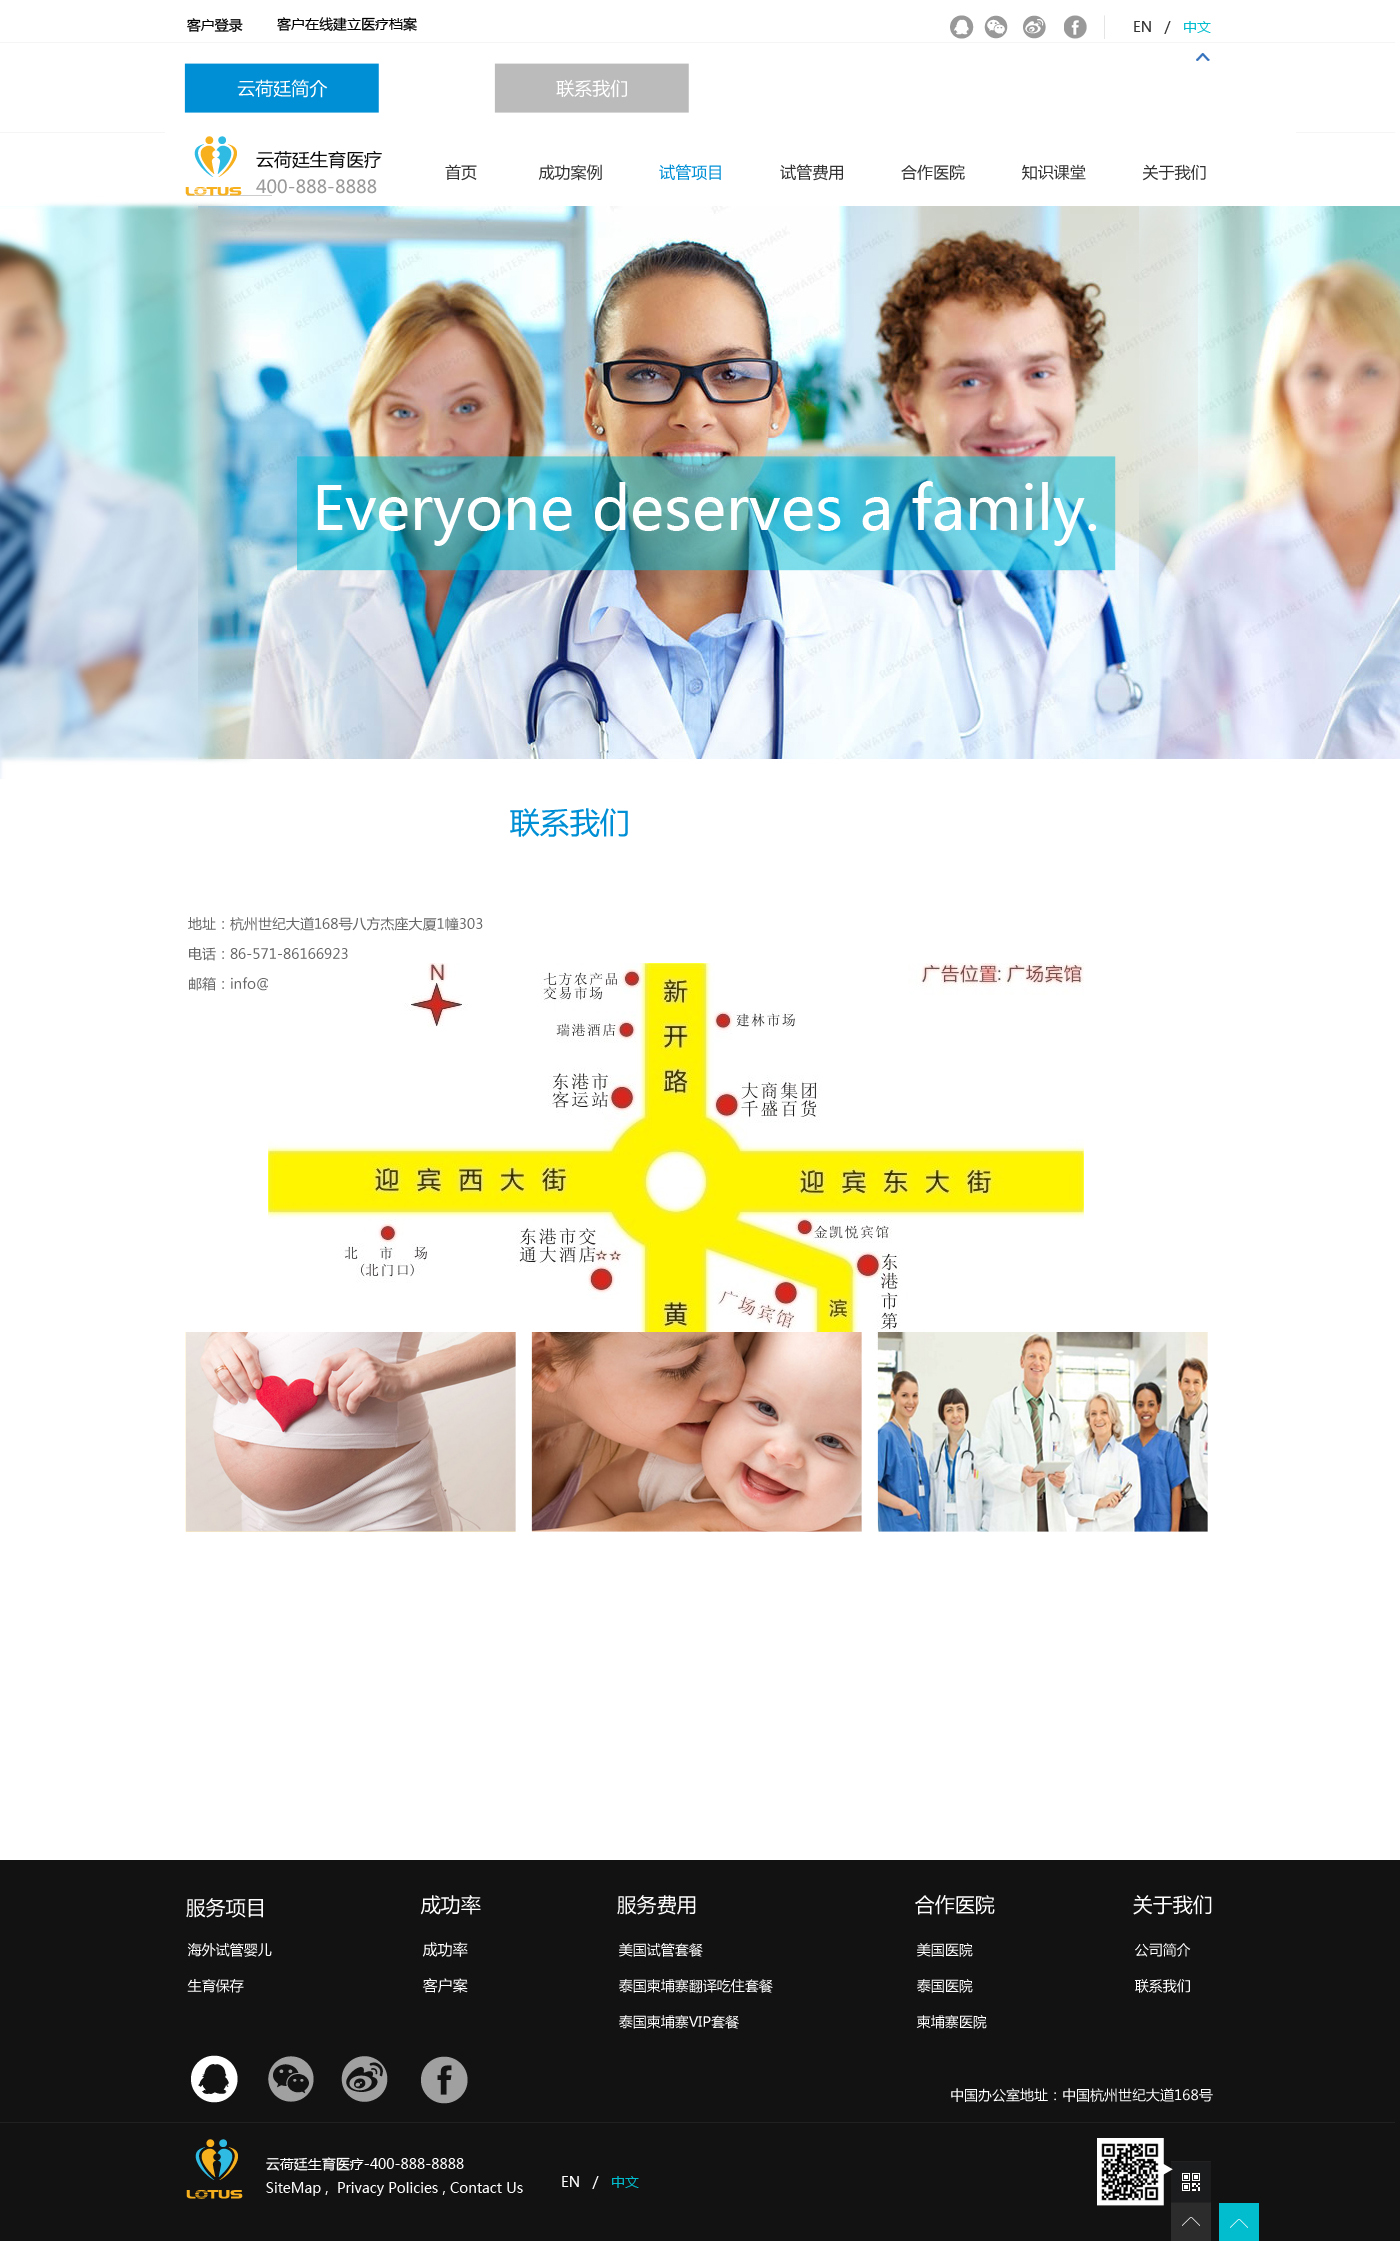 客户登录 客户在线建立医疗档案 EN / 中文
云荷廷简介 联系我们
云荷廷生育医疗
400-888-8888
LOTUS
首页 成功案例 试管项目 试管费用 合作医院 知识课堂 关于我们
REMOVABLE WATERMARK
Everyone deserves a family.
联系我们
地址：杭州世纪大道168号八方杰座大厦1幢303
电话：86-571-86166923
邮箱：info@
N
广告位置: 广场宾馆
七方农产品
交易市场
新开路
建林市场
瑞港酒店
东港市
客运站
大商集团
千盛百货
迎宾西大街
迎宾东大街
北市场
(北门口)
东港市交
通大酒店☆☆
金凯悦宾馆
东港市第
广场宾馆
黄
滨
服务项目 成功率 服务费用 合作医院 关于我们
海外试管婴儿 成功率 美国试管套餐 美国医院 公司简介
生育保存 客户案 泰国柬埔寨翻译吃住套餐 泰国医院 联系我们
泰国柬埔寨VIP套餐 柬埔寨医院
中国办公室地址：中国杭州世纪大道168号
LOTUS
云荷廷生育医疗-400-888-8888
SiteMap , Privacy Policies , Contact Us
EN / 中文